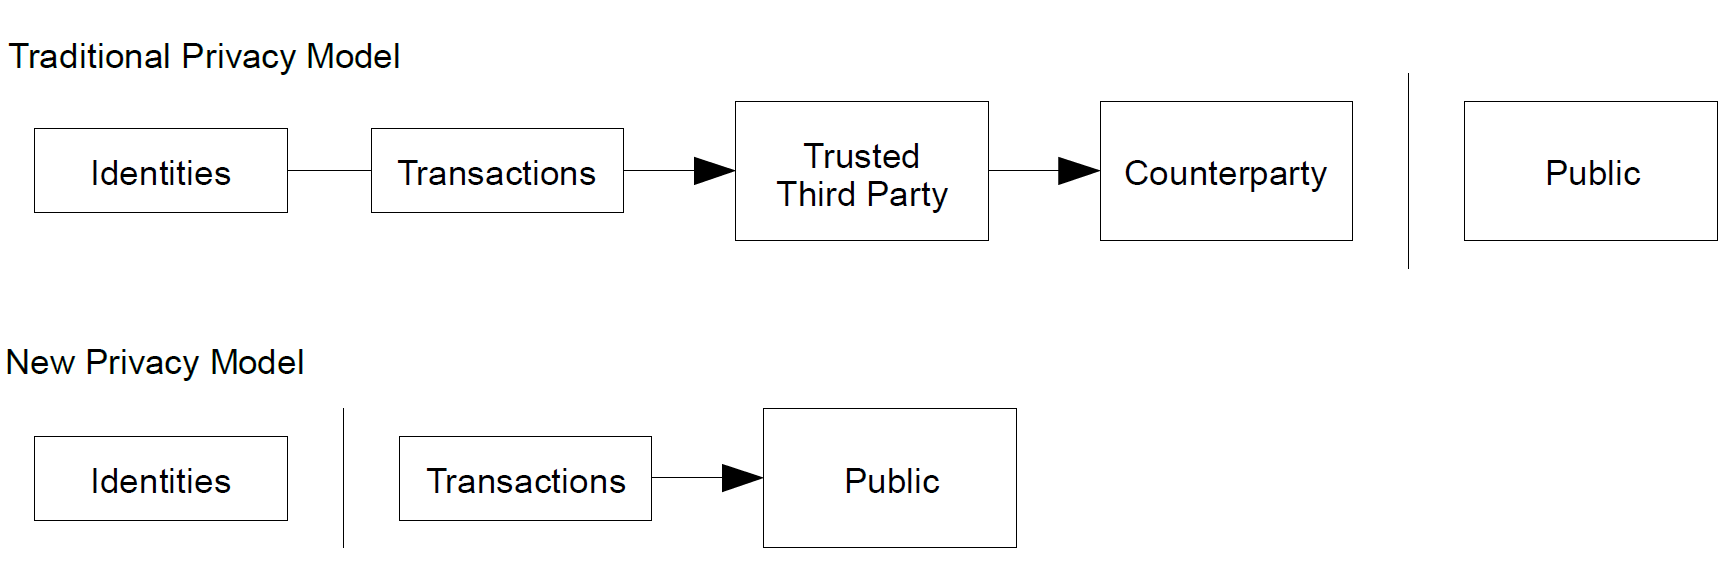 Traditional Privacy Model
Identities
Transactions
Trusted
Third Party
Counterparty
Public
New Privacy Model
Identities
Transactions
Public